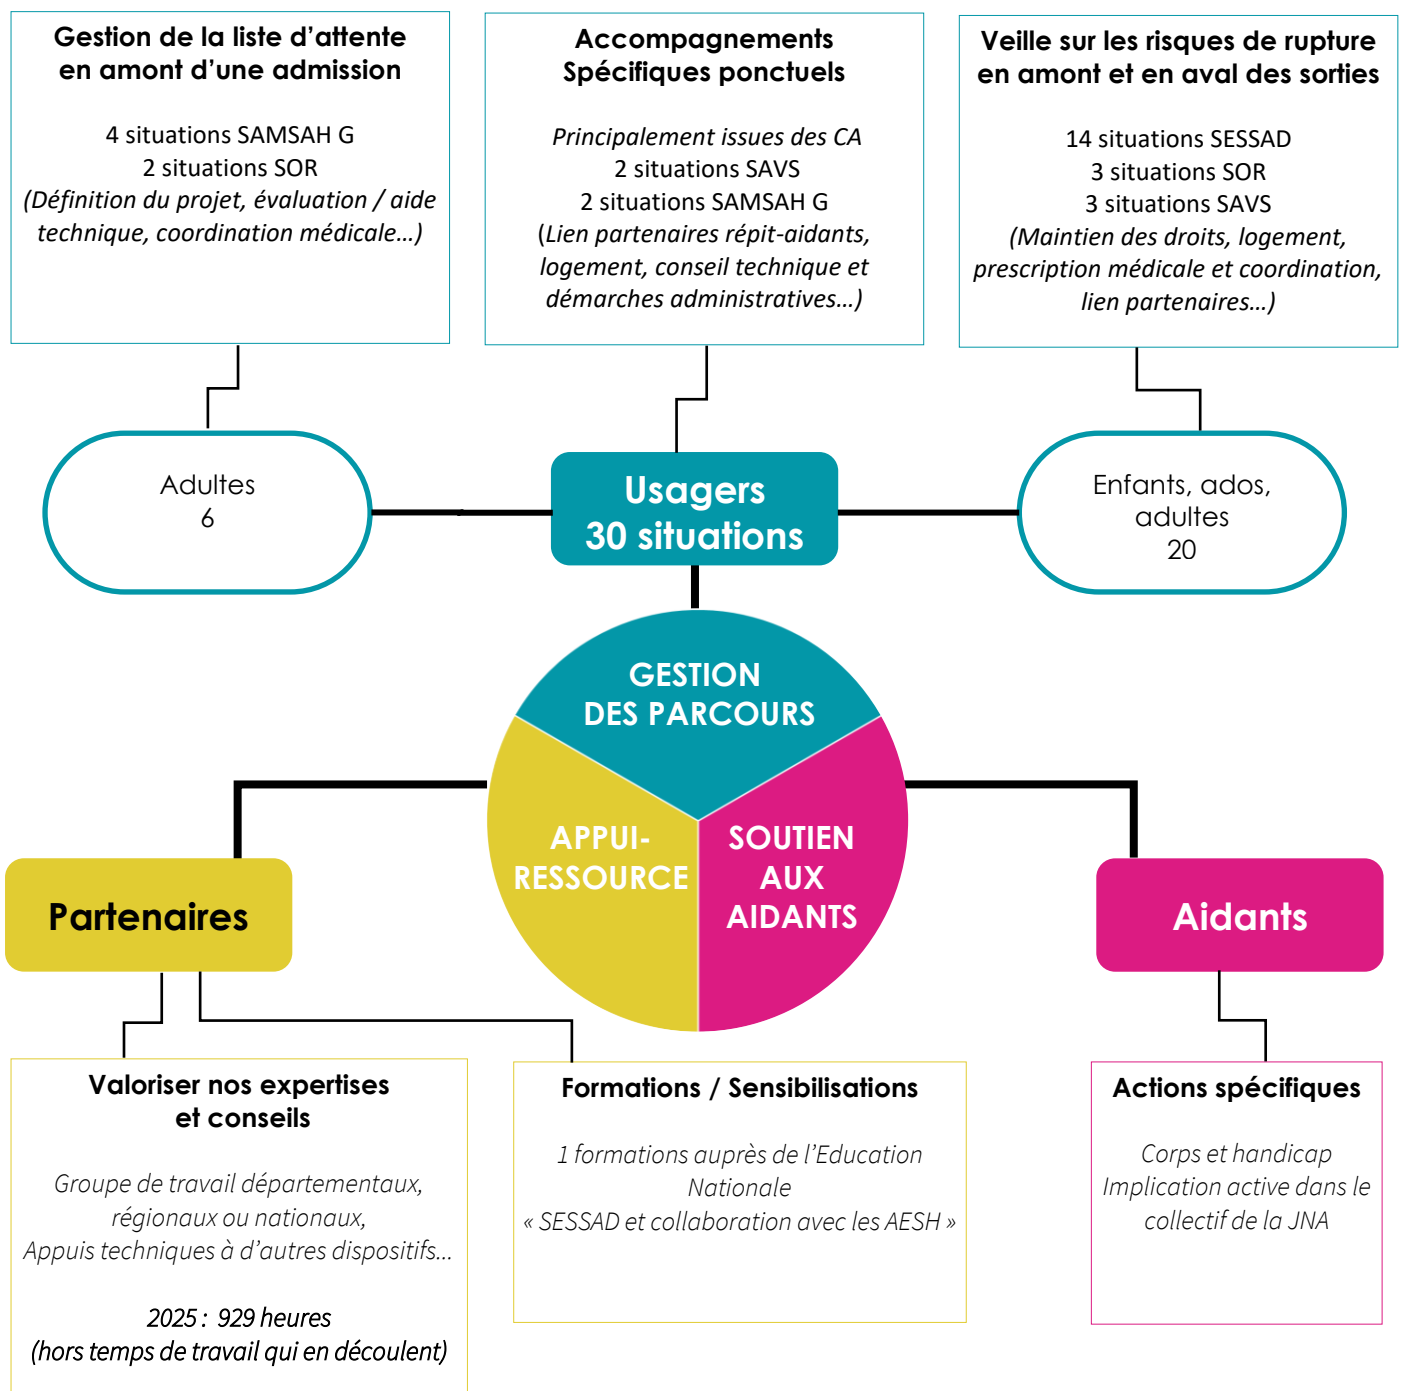 Gestion de la liste d’attente
en amont d’une admission
4 situations SAMSAH G
2 situations SOR
(Définition du projet, évaluation / aide
technique, coordination médicale…)
Accompagnements
Spécifiques ponctuels
Principalement issues des CA
2 situations SAVS
2 situations SAMSAH G
(Lien partenaires répit-aidants,
logement, conseil technique et
démarches administratives…)
Veille sur les risques de rupture
en amont et en aval des sorties
14 situations SESSAD
3 situations SOR
3 situations SAVS
(Maintien des droits, logement,
prescription médicale et coordination,
lien partenaires…)
Adultes
6
Usagers
30 situations
Enfants, ados,
adultes
20
GESTION
DES PARCOURS
APPUI-
RESSOURCE
SOUTIEN
AUX
AIDANTS
Partenaires
Aidants
Valoriser nos expertises
et conseils
Groupe de travail départementaux,
régionaux ou nationaux,
Appuis techniques à d’autres dispositifs…
2025 : 929 heures
(hors temps de travail qui en découlent)
Formations / Sensibilisations
1 formations auprès de l’Education
Nationale
« SESSAD et collaboration avec les AESH »
Actions spécifiques
Corps et handicap
Implication active dans le
collectif de la JNA